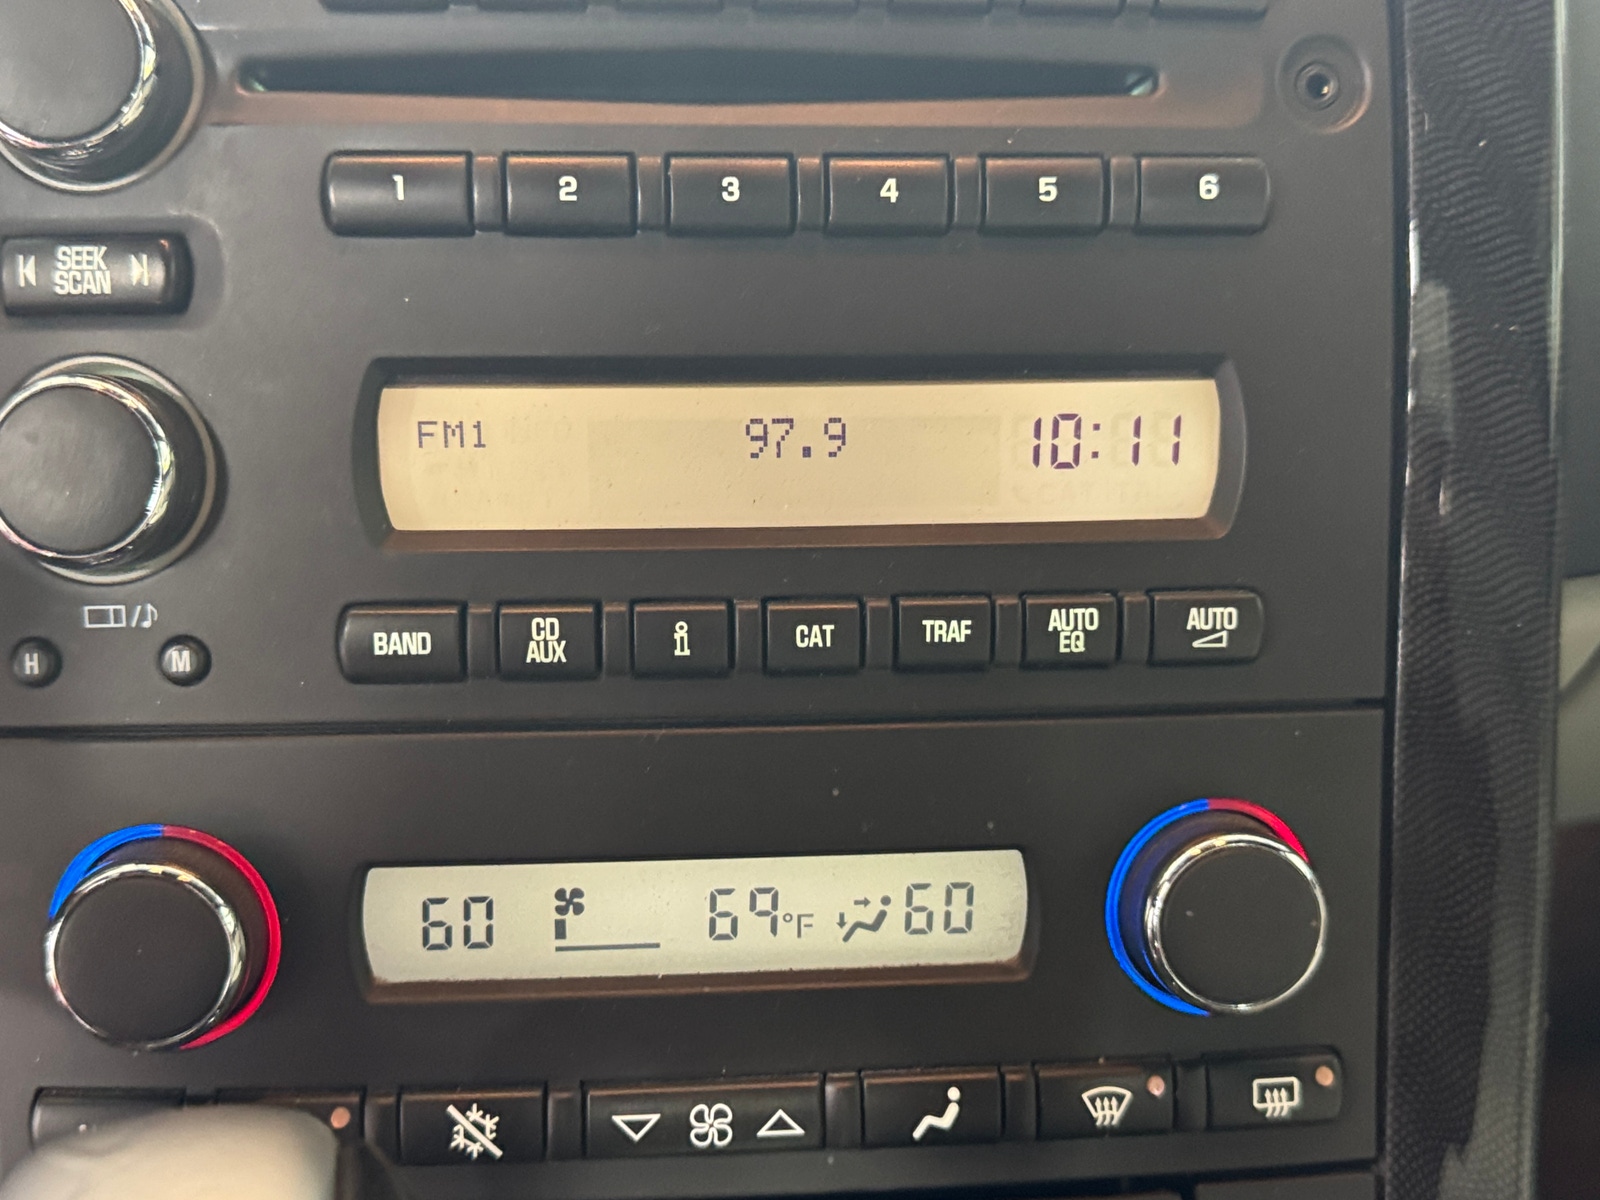 1 2 3 4 5 6
SEEK
SCAN
FM1 97.9 10:11
H M
BAND
CD
AUX
i
CAT
TRAF
AUTO
EQ
AUTO
60 69°F 60